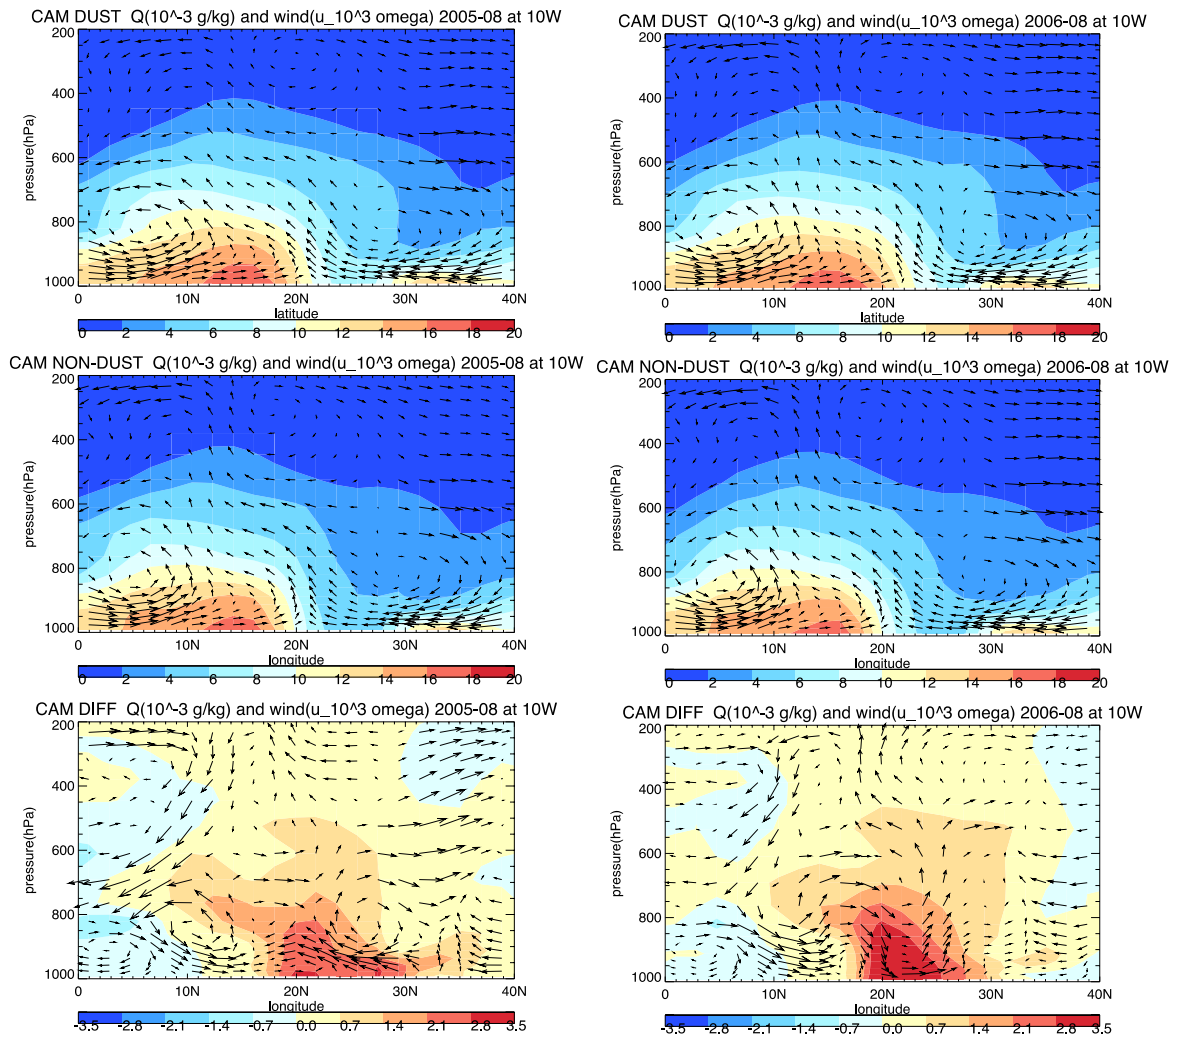 CAM DUST Q(10^-3 g/kg) and wind(u_10^3 omega) 2005-08 at 10W
200
400
600
800
1000
pressure(hPa)
0 10N 20N 30N 40N
latitude
0 2 4 6 8 10 12 14 16 18 20
CAM DUST Q(10^-3 g/kg) and wind(u_10^3 omega) 2006-08 at 10W
200
400
600
800
1000
pressure(hPa)
0 10N 20N 30N 40N
latitude
0 2 4 6 8 10 12 14 16 18 20
CAM NON-DUST Q(10^-3 g/kg) and wind(u_10^3 omega) 2005-08 at 10W
200
400
600
800
1000
pressure(hPa)
0 10N 20N 30N 40N
longitude
0 2 4 6 8 10 12 14 16 18 20
CAM NON-DUST Q(10^-3 g/kg) and wind(u_10^3 omega) 2006-08 at 10W
200
400
600
800
1000
pressure(hPa)
0 10N 20N 30N 40N
longitude
0 2 4 6 8 10 12 14 16 18 20
CAM DIFF Q(10^-3 g/kg) and wind(u_10^3 omega) 2005-08 at 10W
200
400
600
800
1000
pressure(hPa)
0 10N 20N 30N 40N
longitude
-3.5 -2.8 -2.1 -1.4 -0.7 0.0 0.7 1.4 2.1 2.8 3.5
CAM DIFF Q(10^-3 g/kg) and wind(u_10^3 omega) 2006-08 at 10W
200
400
600
800
1000
pressure(hPa)
0 10N 20N 30N 40N
longitude
-3.5 -2.8 -2.1 -1.4 -0.7 0.0 0.7 1.4 2.1 2.8 3.5